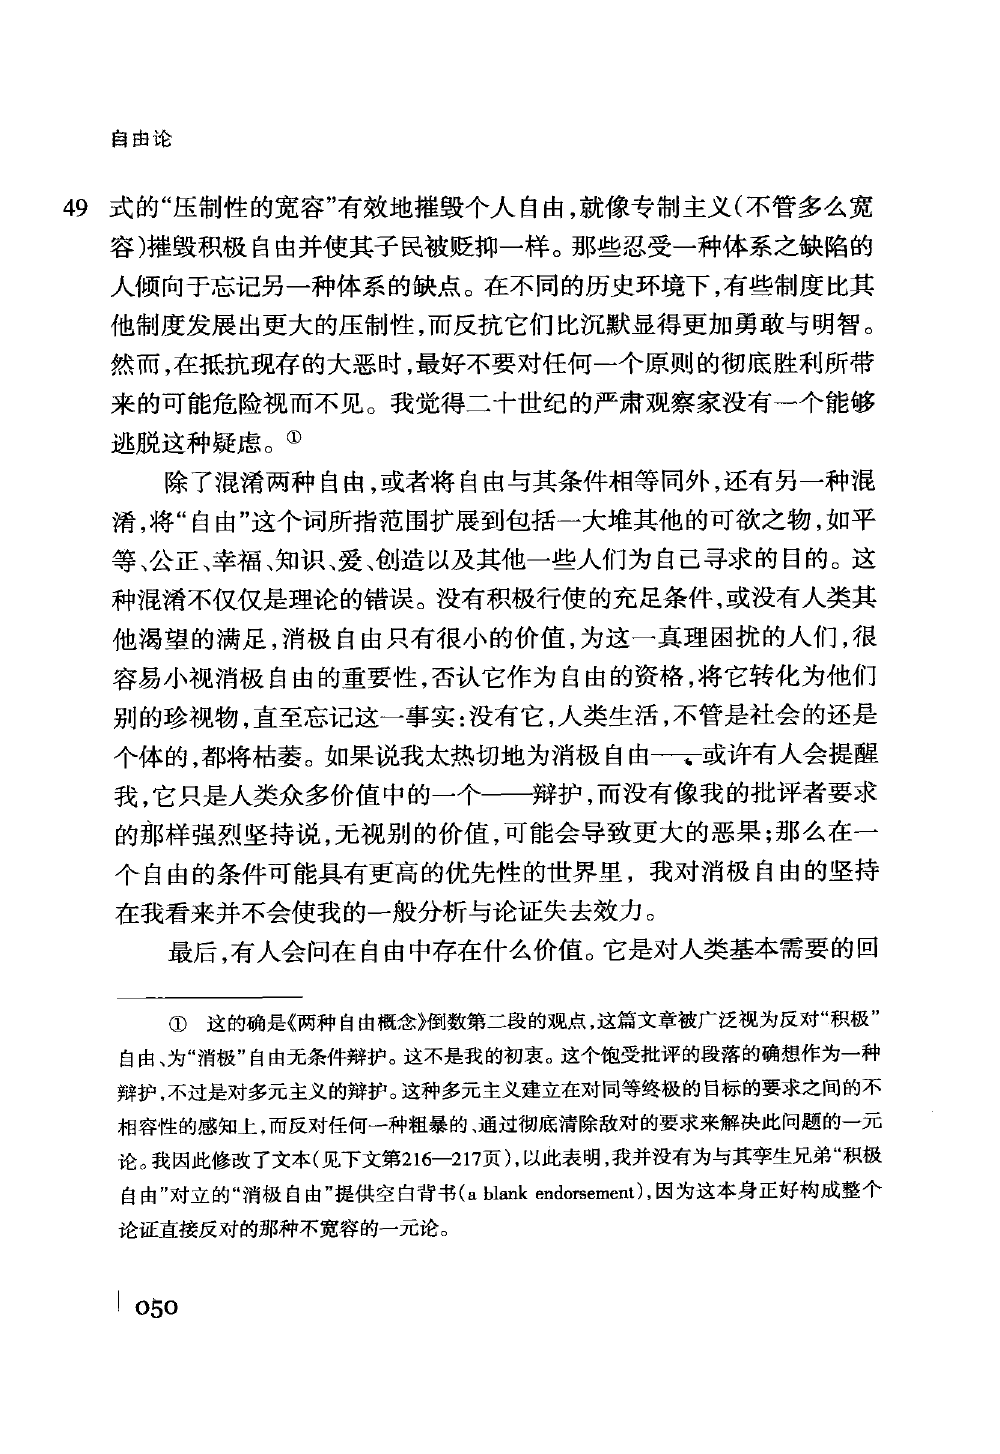 自由论
49 式的“压制性的宽容”有效地摧毁个人自由,就像专制主义(不管多么宽
容)摧毁积极自由并使其子民被贬抑一样。那些忍受一种体系之缺陷的
人倾向于忘记另一种体系的缺点。在不同的历史环境下,有些制度比其
他制度发展出更大的压制性,而反抗它们比沉默显得更加勇敢与明智。
然而,在抵抗现存的大恶时,最好不要对任何一个原则的彻底胜利所带
来的可能危险视而不见。我觉得二十世纪的严肃观察家没有一个能够
逃脱这种疑虑。①
除了混淆两种自由,或者将自由与其条件相等同外,还有另一种混
淆,将“自由”这个词所指范围扩展到包括一大堆其他的可欲之物,如平
等、公正、幸福、知识、爱、创造以及其他一些人们为自己寻求的目的。这
种混淆不仅仅是理论的错误。没有积极行使的充足条件,或没有人类其
他渴望的满足,消极自由只有很小的价值,为这一真理困扰的人们,很
容易小视消极自由的重要性,否认它作为自由的资格,将它转化为他们
别的珍视物,直至忘记这一事实:没有它,人类生活,不管是社会的还是
个体的,都将枯萎。如果说我太热切地为消极自由——或许有人会提醒
我,它只是人类众多价值中的一个——辩护,而没有像我的批评者要求
的那样强烈坚持说,无视别的价值,可能会导致更大的恶果;那么在一
个自由的条件可能具有更高的优先性的世界里,我对消极自由的坚持
在我看来并不会使我的一般分析与论证失去效力。
最后,有人会问在自由中存在什么价值。它是对人类基本需要的回
① 这的确是《两种自由概念》倒数第二段的观点,这篇文章被广泛视为反对“积极”
自由、为“消极”自由无条件辩护。这不是我的初衷。这个饱受批评的段落的确想作为一种
辩护,不过是对多元主义的辩护。这种多元主义建立在对同等终极的目标的要求之间的不
相容性的感知上,而反对任何一种粗暴的、通过彻底清除敌对的要求来解决此问题的一元
论。我因此修改了文本(见下文第216—217页),以此表明,我并没有为与其孪生兄弟“积极
自由”对立的“消极自由”提供空白背书(a blank endorsement),因为这本身正好构成整个
论证直接反对的那种不宽容的一元论。
050